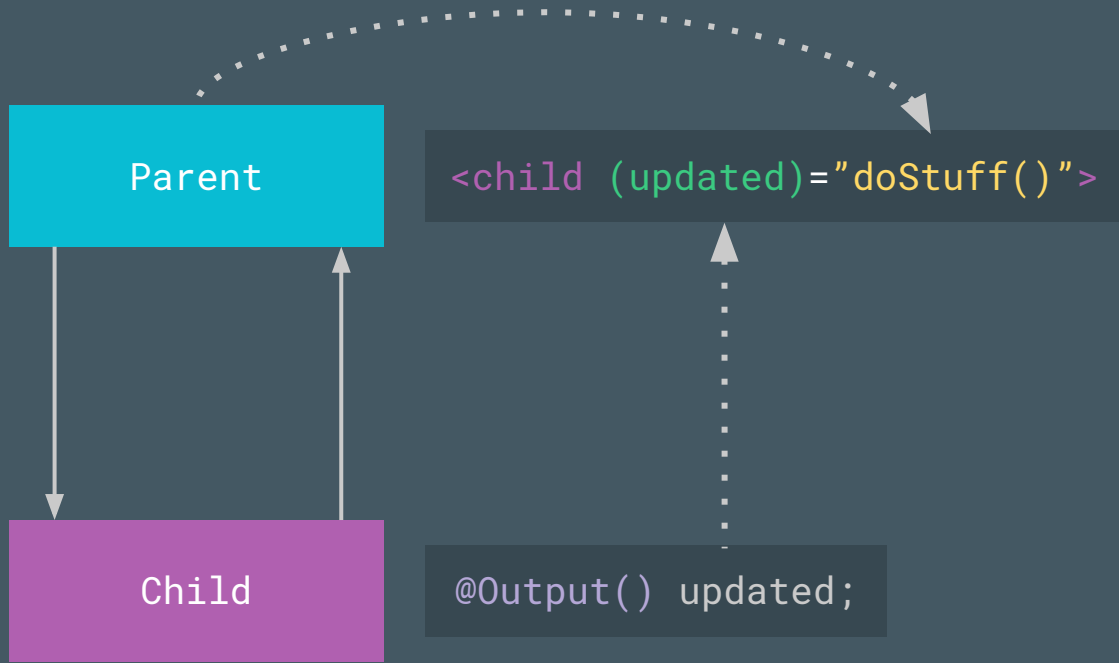 Parent
<child (updated)=”doStuff()”>
Child
@Output() updated;